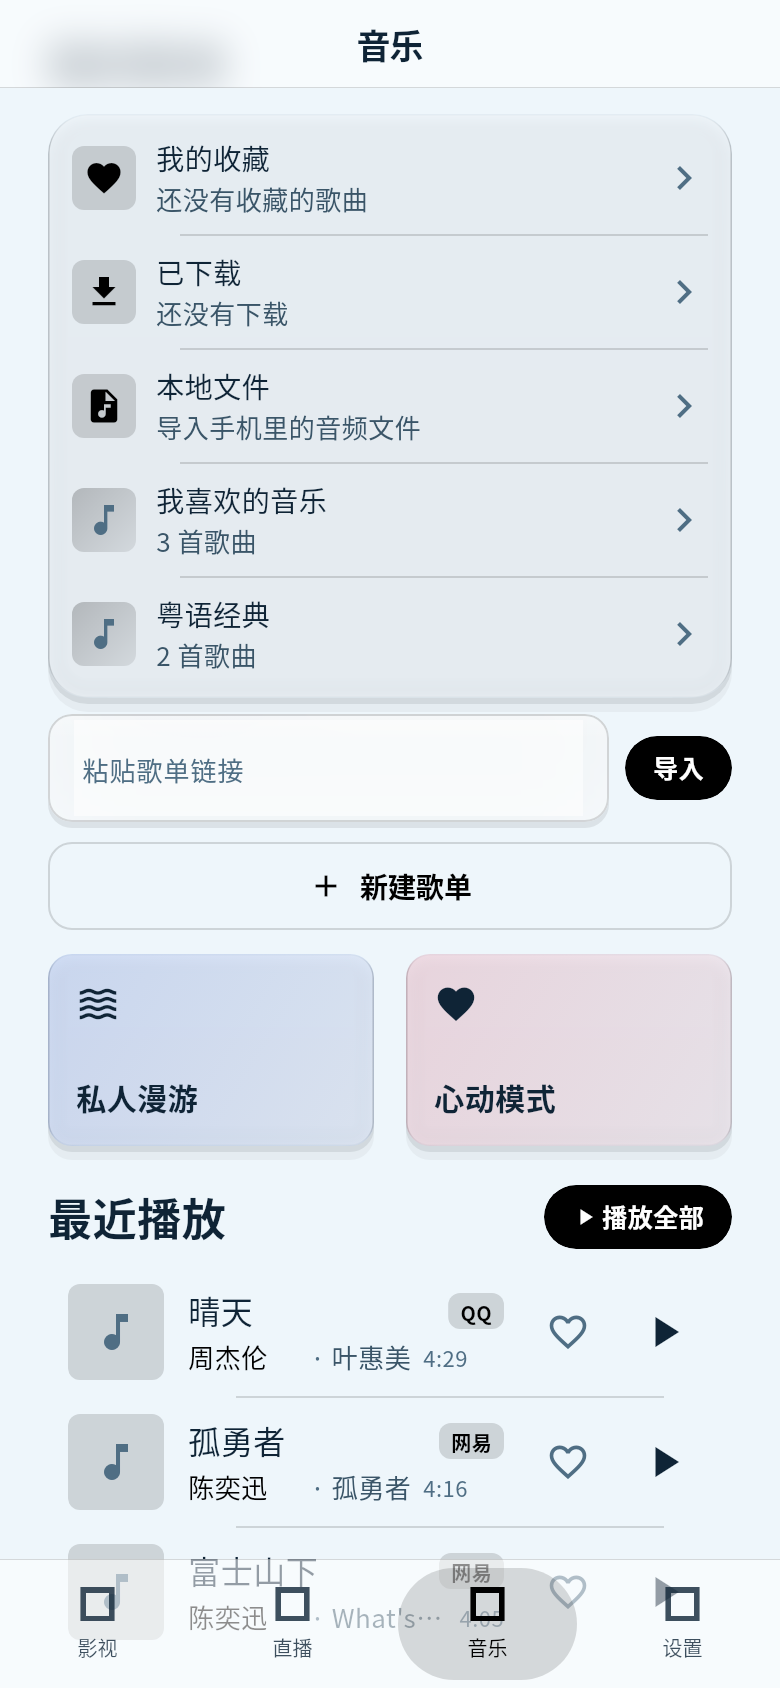 音乐
我的收藏
还没有收藏的歌曲
已下载
还没有下载
本地文件
导入手机里的音频文件
我喜欢的音乐
3 首歌曲
粤语经典
2 首歌曲
粘贴歌单链接
导入
新建歌单
私人漫游
心动模式
最近播放
播放全部
晴天
QQ
周杰伦 · 叶惠美 4:29
孤勇者
网易
陈奕迅 · 孤勇者 4:16
富士山下
网易
陈奕迅 · What's… 4:05
影视
直播
音乐
设置